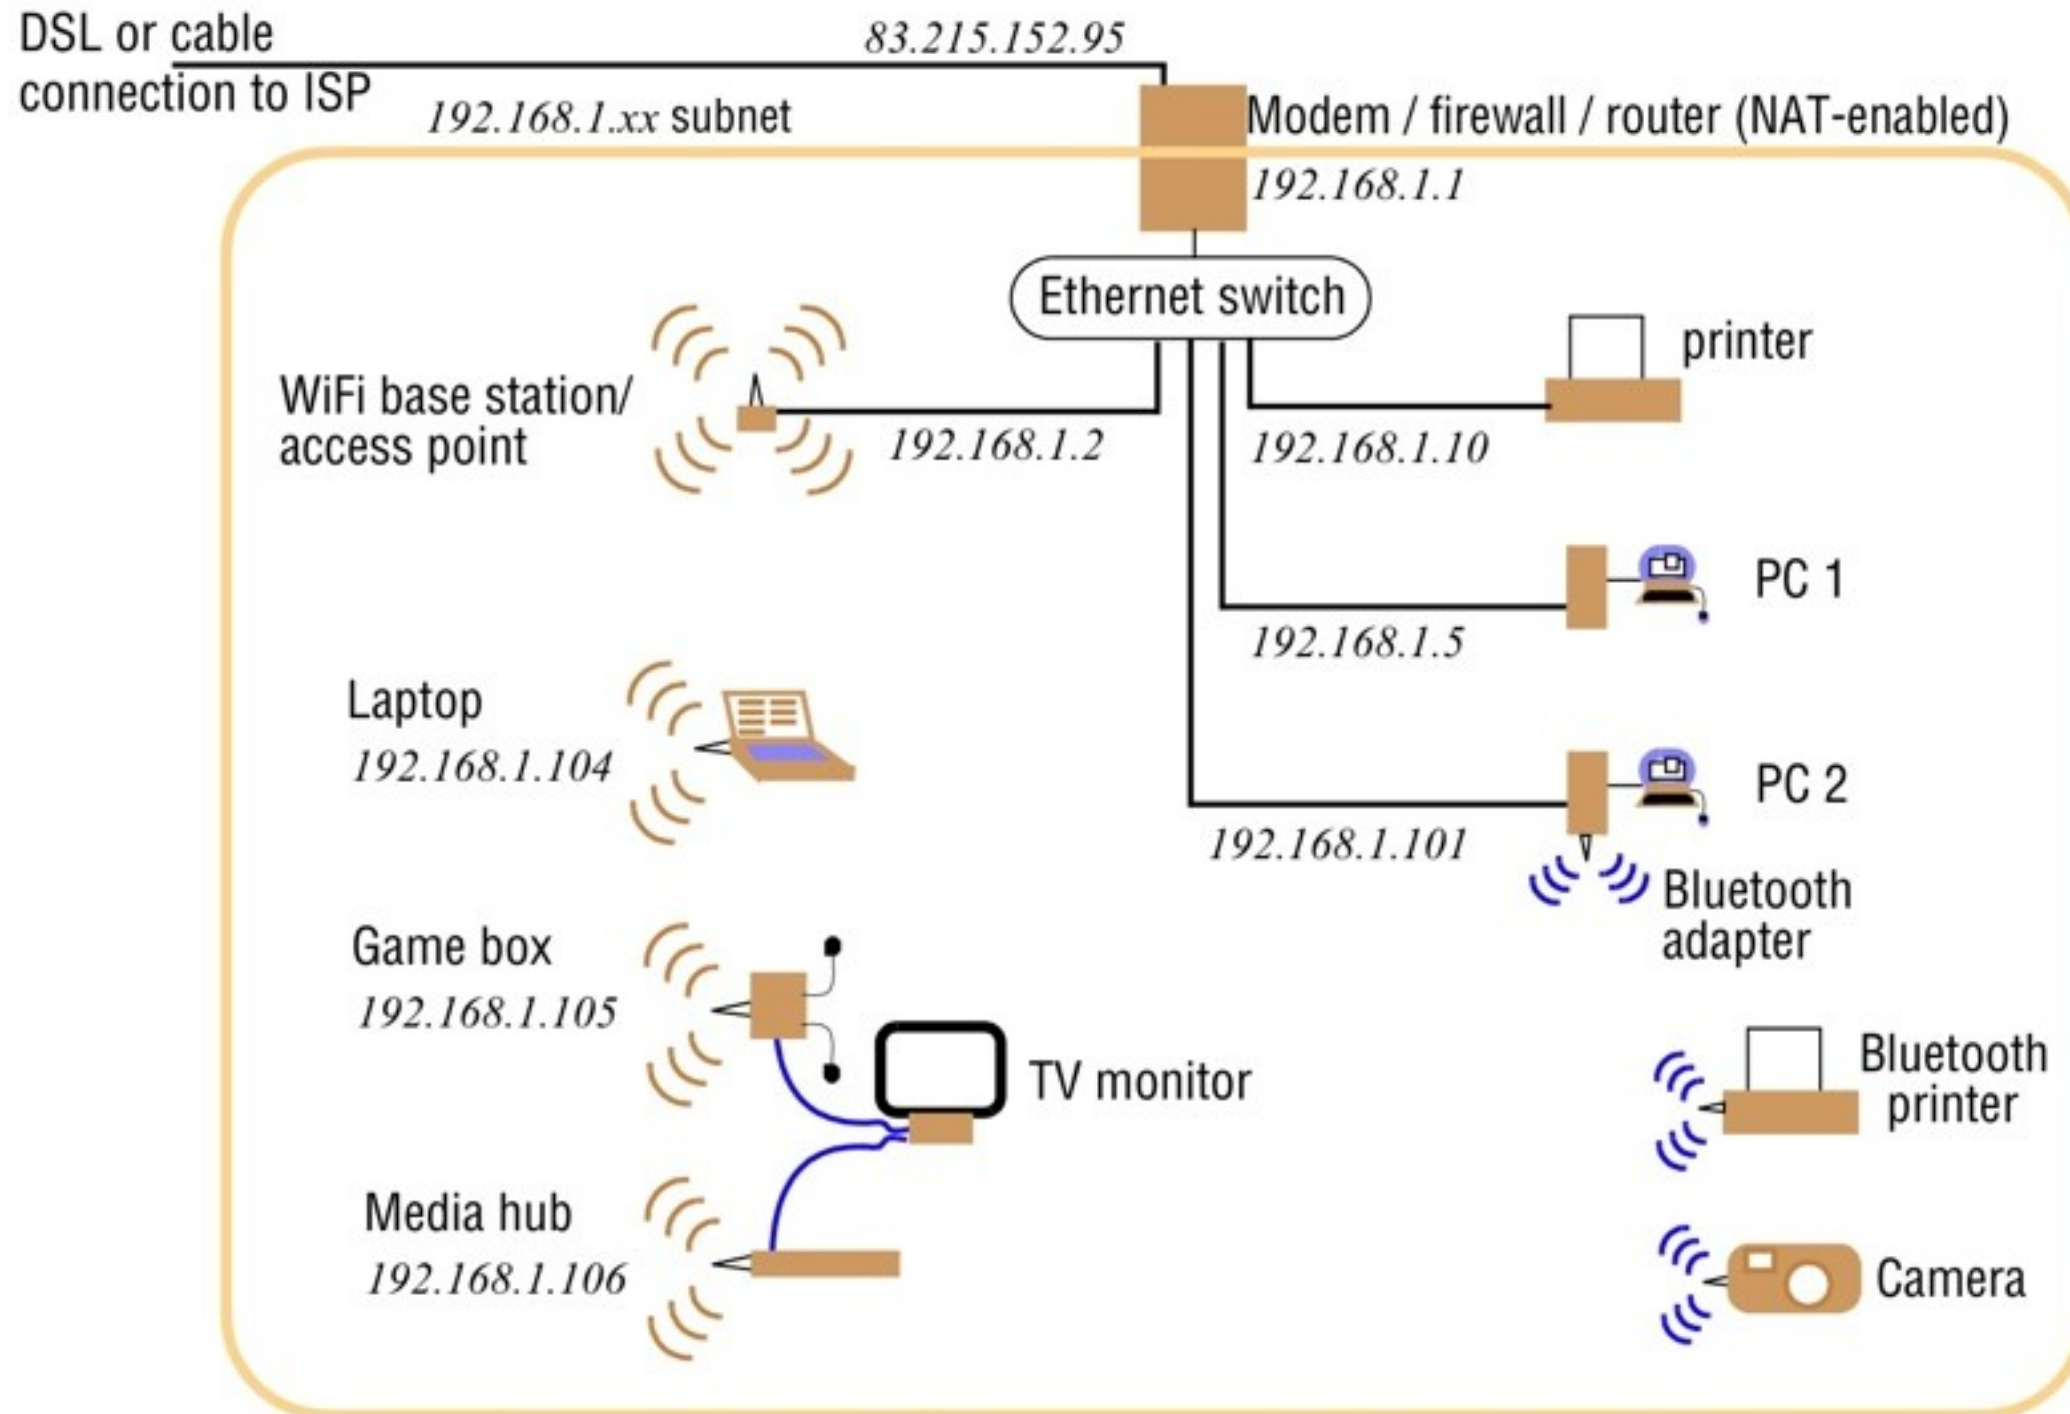 DSL or cable
connection to ISP
83.215.152.95
192.168.1.xx subnet
Modem / firewall / router (NAT-enabled)
192.168.1.1
Ethernet switch
printer
WiFi base station/
access point
192.168.1.2
192.168.1.10
PC 1
192.168.1.5
Laptop
192.168.1.104
PC 2
192.168.1.101
Bluetooth
adapter
Game box
192.168.1.105
TV monitor
Bluetooth
printer
Media hub
192.168.1.106
Camera